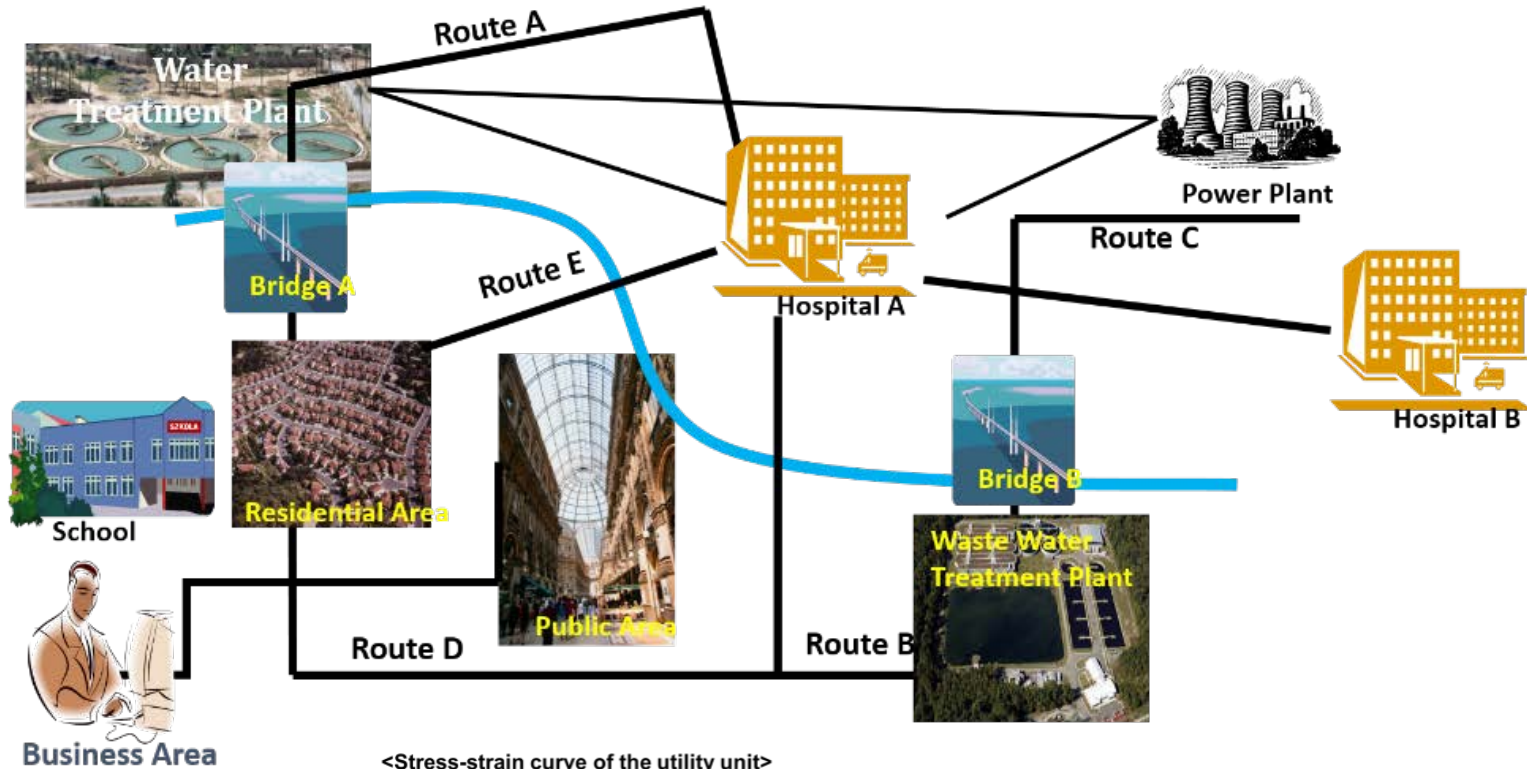 Route A
Water
Treatment Plant
Power Plant
Route C
Route E
Bridge A
Hospital A
Hospital B
SZKOŁA
School
Residential Area
Bridge B
Waste Water
Treatment Plant
Public Area
Route D
Route B
Business Area
<Stress-strain curve of the utility unit>